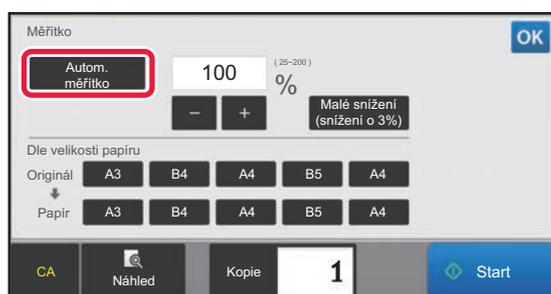 Měřítko
OK
Autom.
měřítko
100
(25~200)
%
Malé snížení
(snížení o 3%)
−
+
Dle velikosti papíru
Originál
A3 B4 A4 B5 A4
Papír
A3 B4 A4 B5 A4
CA
Náhled
Kopie
1
Start